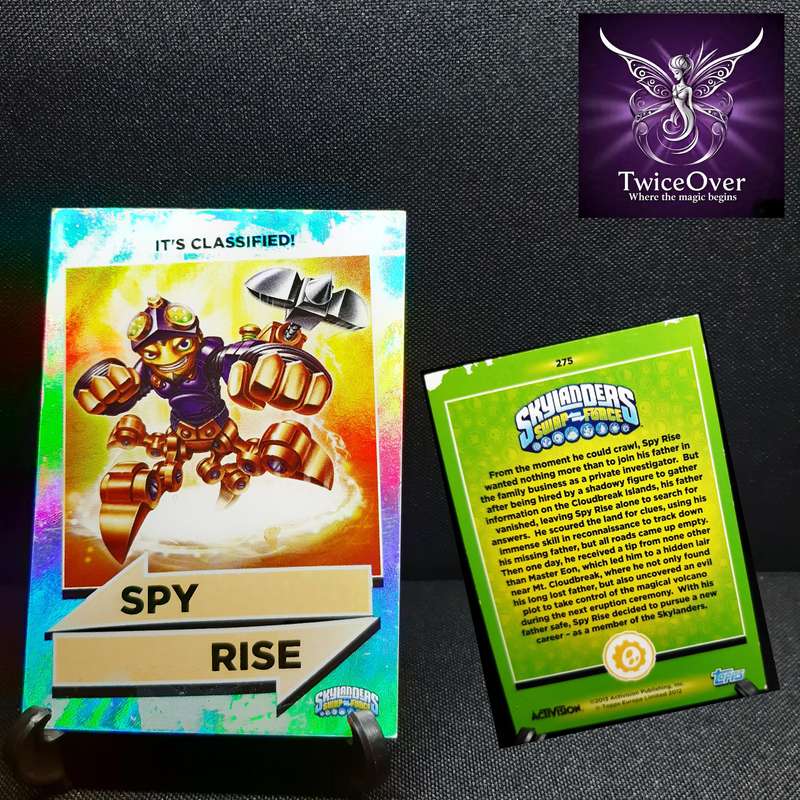 TwiceOver
Where the magic begins
IT'S CLASSIFIED!
SPY
RISE
SKYLANDERS
SWAP FORCE
275
SKYLANDERS
SWAP FORCE
From the moment he could crawl, Spy Rise
wanted nothing more than to join his father in
the family business as a private investigator. But
after being hired by a shadowy figure to gather
information on the Cloudbreak Islands, his father
vanished, leaving Spy Rise alone to search for
answers. He scoured the land for clues, using his
immense skill in reconnaissance to track down
his missing father, but all roads came up empty.
Then one day, he received a tip from none other
than Master Eon, which led him to a hidden lair
near Mt. Cloudbreak, where he not only found
his long lost father, but also uncovered an evil
plot to take control of the magical volcano
during the next eruption ceremony. With his
father safe, Spy Rise decided to pursue a new
career – as a member of the Skylanders.
ACTIVISION
©2013 Activision Publishing, Inc.
© Topps Europe Limited 2012
TOPPS